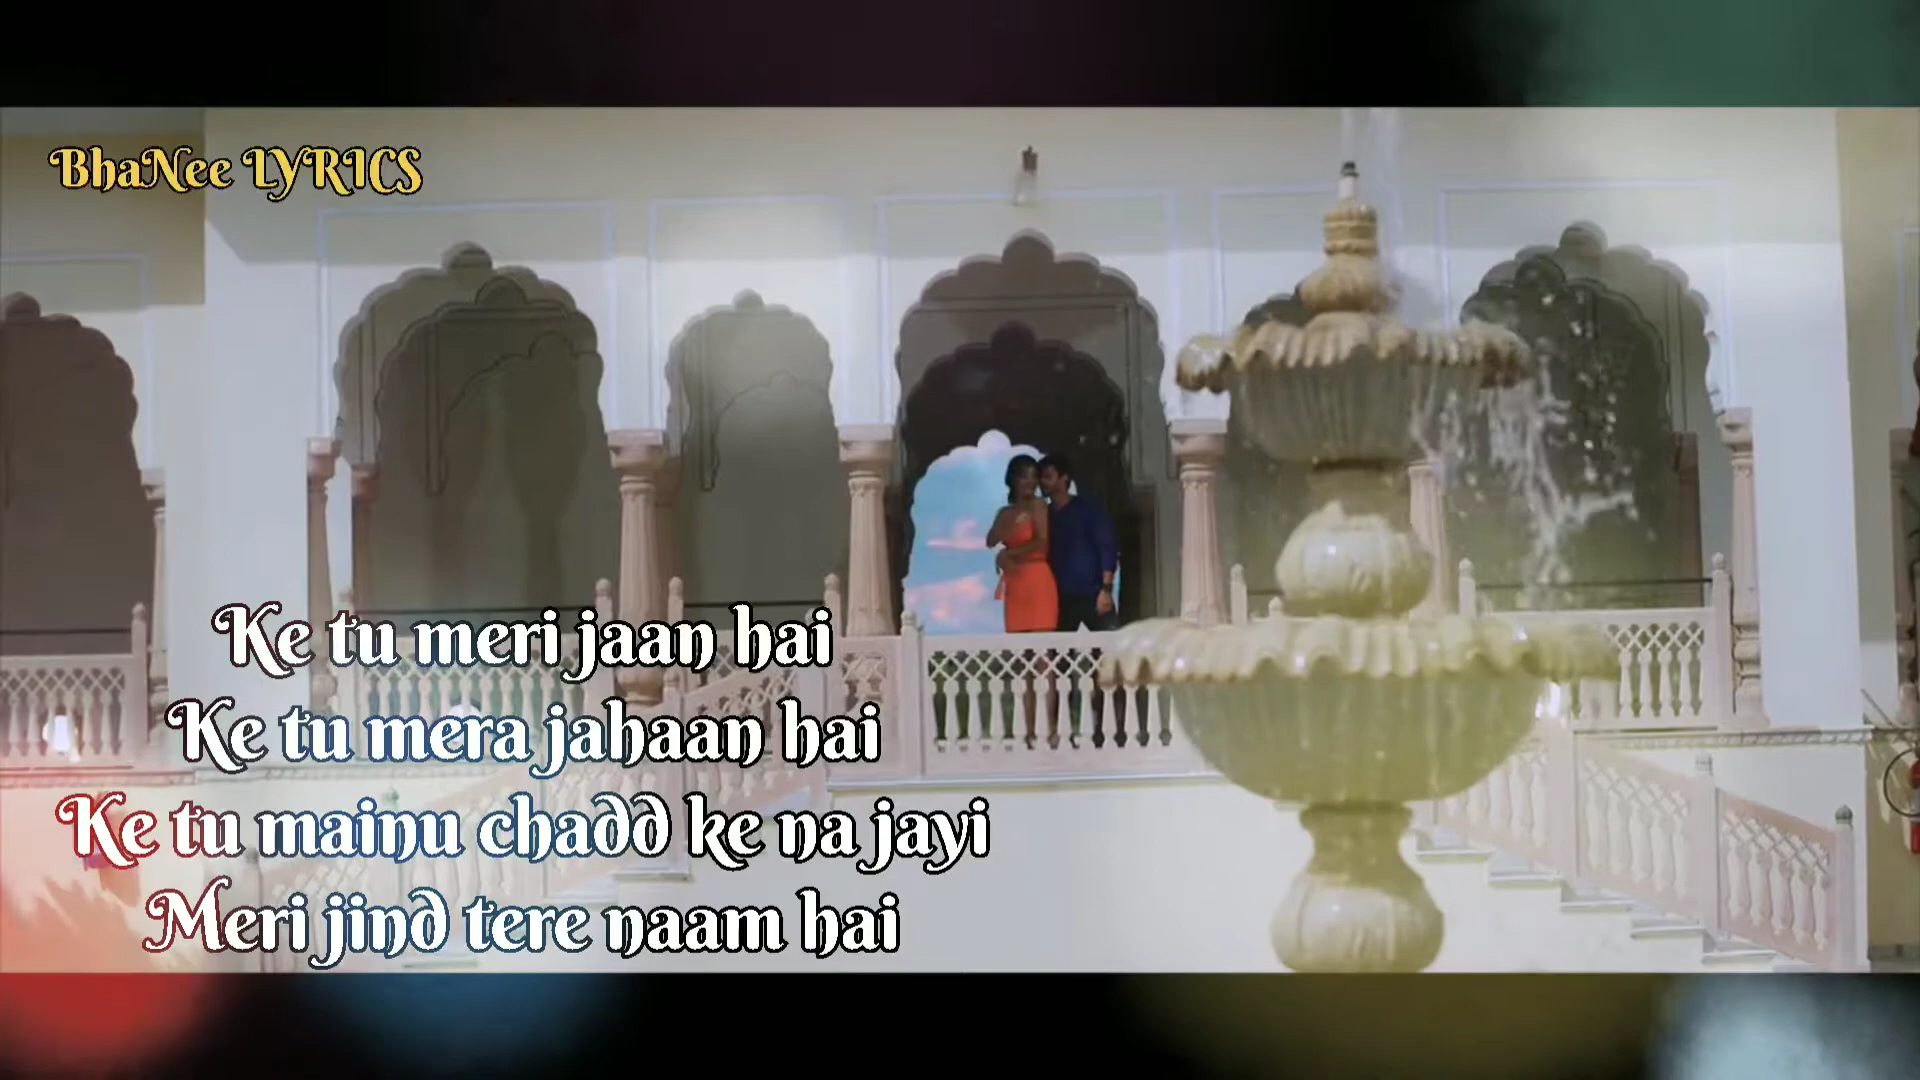 BhaNee LYRICS
Ke tu meri jaan hai
Ke tu mera jahaan hai
Ke tu mainu chadd ke na jayi
Meri jind tere naam hai